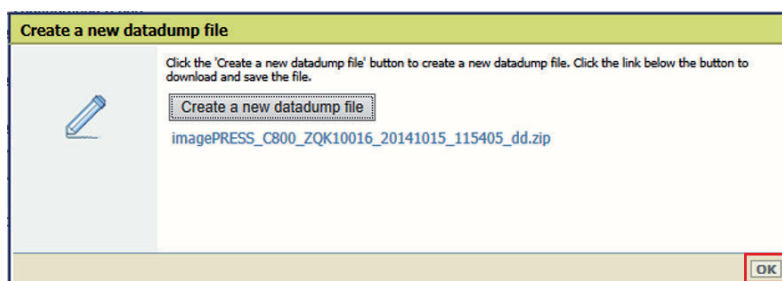 Create a new datadump file
Click the 'Create a new datadump file' button to create a new datadump file. Click the link below the button to
download and save the file.
Create a new datadump file
imagePRESS_C800_ZQK10016_20141015_115405_dd.zip
OK